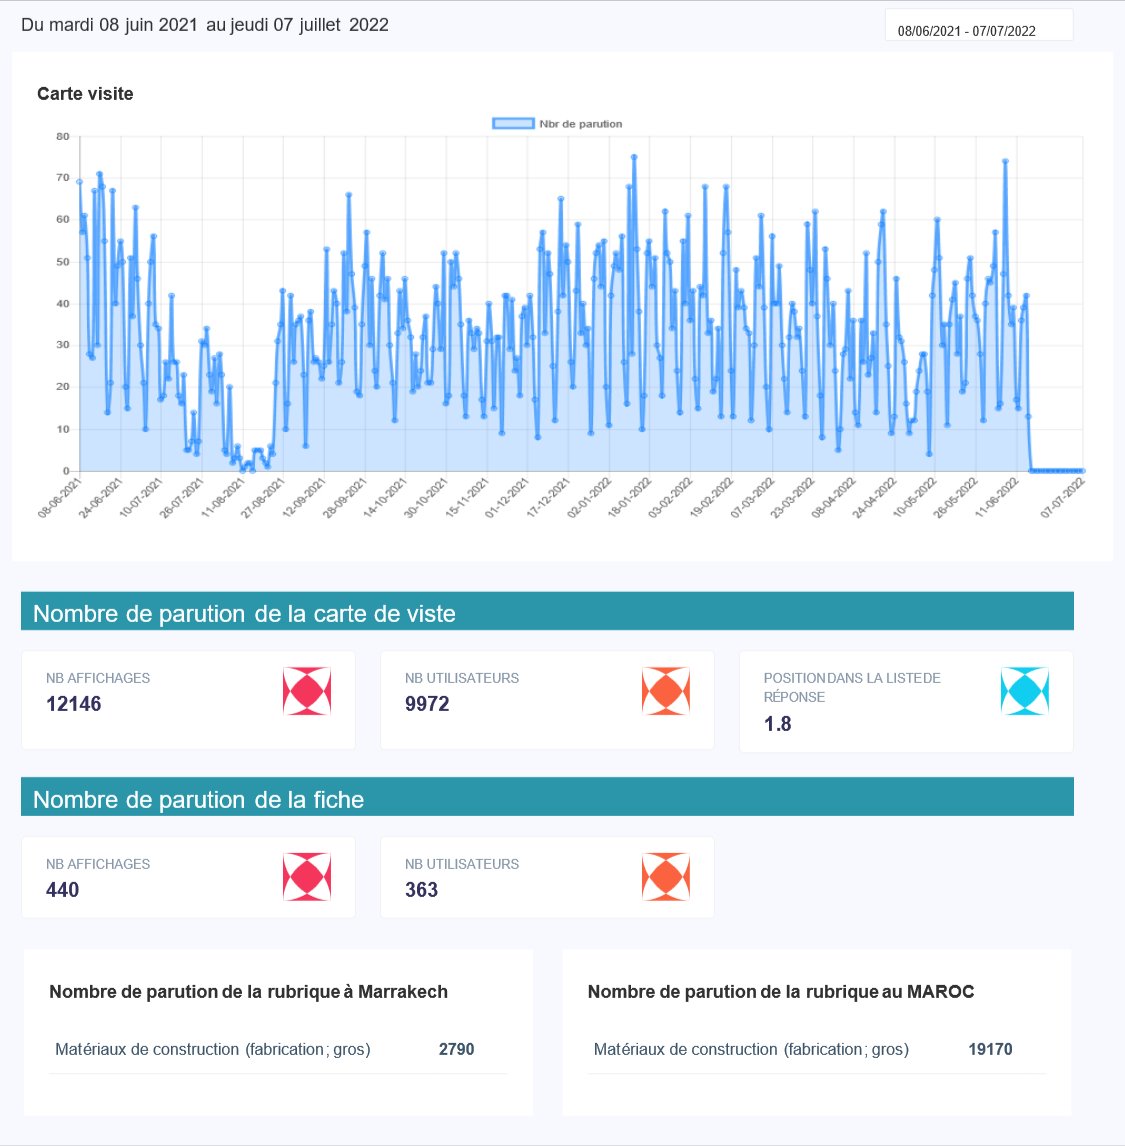 Du mardi 08 juin 2021 au jeudi 07 juillet 2022
08/06/2021 - 07/07/2022
Carte visite
Nbr de parution
80
70
60
50
40
30
20
10
0
08-06-2021
24-06-2021
10-07-2021
26-07-2021
11-08-2021
27-08-2021
12-09-2021
28-09-2021
14-10-2021
30-10-2021
15-11-2021
01-12-2021
17-12-2021
02-01-2022
18-01-2022
03-02-2022
19-02-2022
07-03-2022
23-03-2022
08-04-2022
24-04-2022
10-05-2022
26-05-2022
11-06-2022
07-07-2022
Nombre de parution de la carte de viste
NB AFFICHAGES
12146
NB UTILISATEURS
9972
POSITION DANS LA LISTE DE
RÉPONSE
1.8
Nombre de parution de la fiche
NB AFFICHAGES
440
NB UTILISATEURS
363
Nombre de parution de la rubrique à Marrakech
Matériaux de construction (fabrication; gros) 2790
Nombre de parution de la rubrique au MAROC
Matériaux de construction (fabrication; gros) 19170